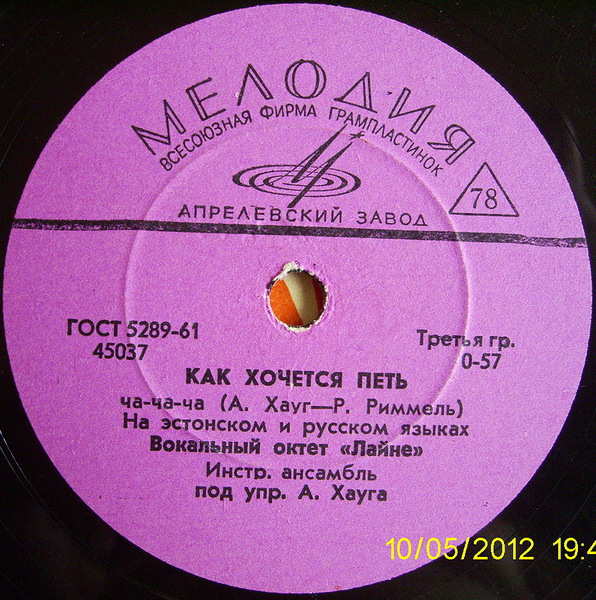 МЕЛОДИЯ
ВСЕСОЮЗНАЯ ФИРМА ГРАМПЛАСТИНОК
78
АПРЕЛЕВСКИЙ ЗАВОД
ГОСТ 5289-61
45037
Третья гр.
0-57
КАК ХОЧЕТСЯ ПЕТЬ
ча-ча-ча (А. Хауг—Р. Риммель)
На эстонском и русском языках
Вокальный октет «Лайне»
Инстр. ансамбль
под упр. А. Хауга
10/05/2012 19:4